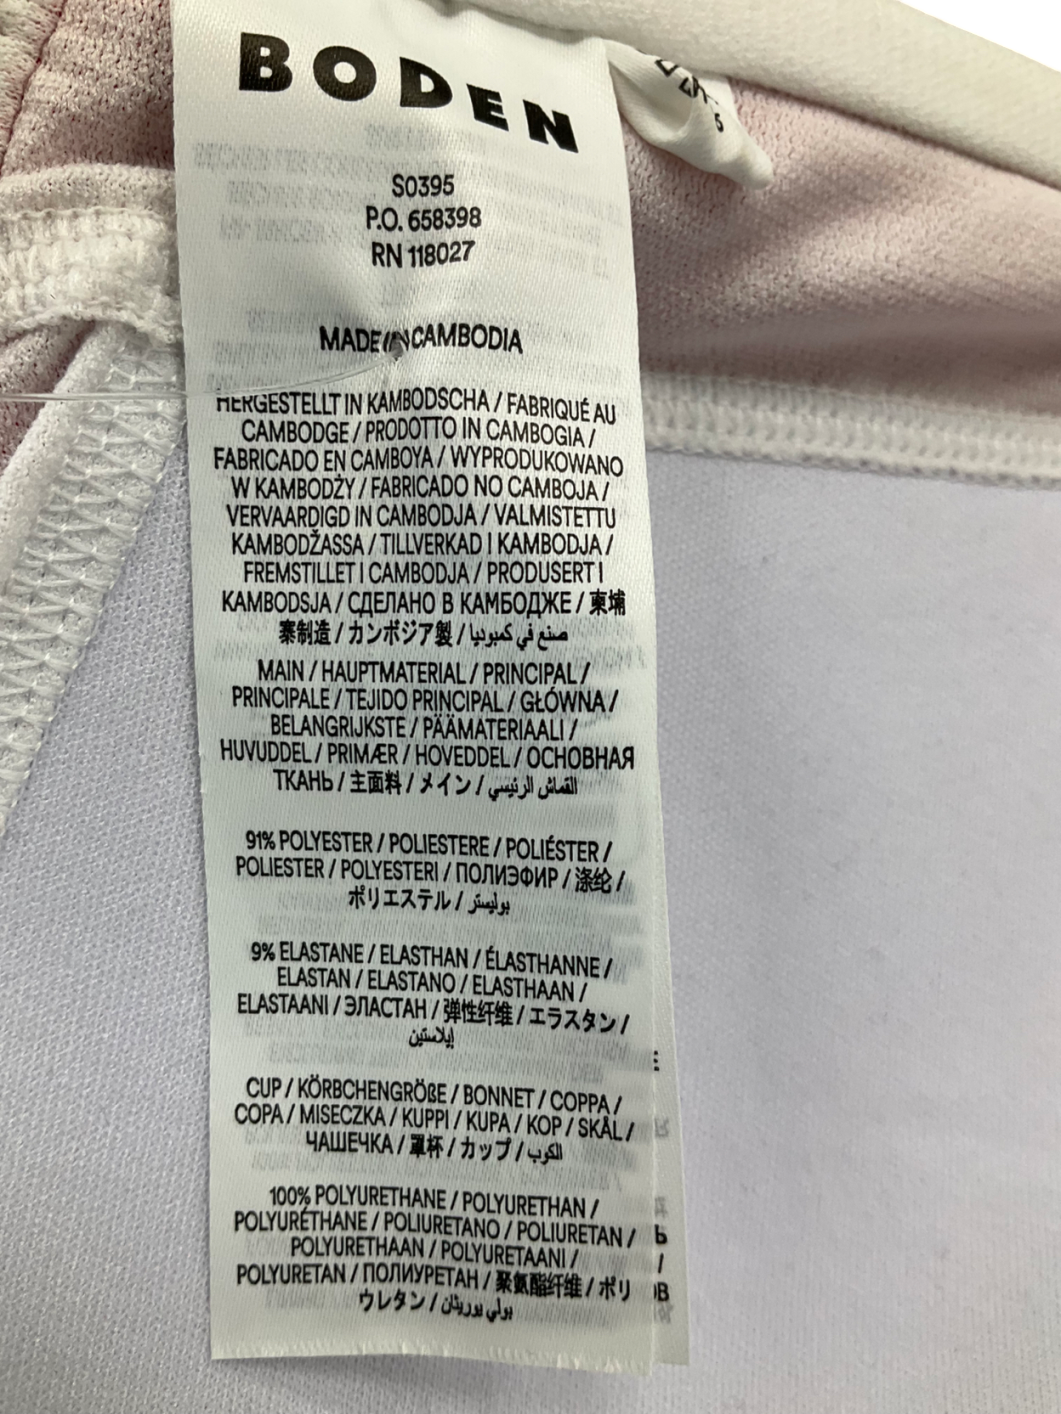 BODEN
S0395
P.O. 658398
RN 118027
MADE IN CAMBODIA
HERGESTELLT IN KAMBODSCHA / FABRIQUÉ AU
CAMBODGE / PRODOTTO IN CAMBOGIA /
FABRICADO EN CAMBOYA / WYPRODUKOWANO
W KAMBODŻY / FABRICADO NO CAMBOJA /
VERVAARDIGD IN CAMBODJA / VALMISTETTU
KAMBODŽASSA / TILLVERKAD I KAMBODJA /
FREMSTILLET I CAMBODJA / PRODUSERT I
KAMBODSJA / СДЕЛАНО В КАМБОДЖЕ / 柬埔
寨制造 / カンボジア製 / صنع في كمبوديا
MAIN / HAUPTMATERIAL / PRINCIPAL /
PRINCIPALE / TEJIDO PRINCIPAL / GŁÓWNA /
BELANGRIJKSTE / PÄÄMATERIAALI /
HUVUDDEL / PRIMÆR / HOVEDDEL / ОСНОВНАЯ
ТКАНЬ / 主面料 / メイン / القماش الرئيسي
91% POLYESTER / POLIESTERE / POLIÉSTER /
POLIESTER / POLYESTERI / ПОЛИЭФИР / 涤纶 /
ポリエステル / بوليستر
9% ELASTANE / ELASTHAN / ÉLASTHANNE /
ELASTAN / ELASTANO / ELASTHAAN /
ELASTAANI / ЭЛАСТАН / 弹性纤维 / エラスタン /
إيلاستين
CUP / KÖRBCHENGRÖßE / BONNET / COPPA /
COPA / MISECZKA / KUPPI / KUPA / KOP / SKÅL /
ЧАШЕЧКА / 罩杯 / カップ / الكوب
100% POLYURETHANE / POLYURETHAN /
POLYURÉTHANE / POLIURETANO / POLIURETAN /
POLYURETHAAN / POLYURETAANI /
POLYURETAN / ПОЛИУРЕТАН / 聚氨酯纤维 / ポリ
ウレタン / بولي يوريثان